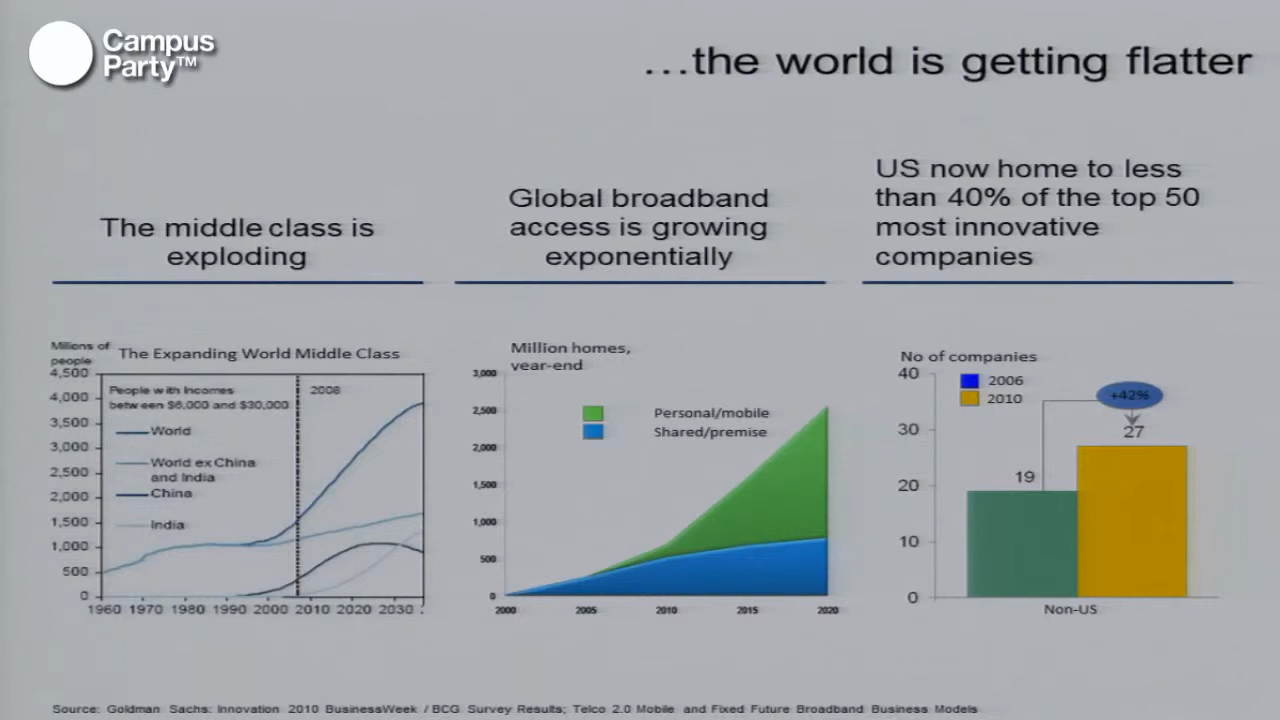 Campus
Party™
…the world is getting flatter
The middle class is
exploding
Global broadband
access is growing
exponentially
US now home to less
than 40% of the top 50
most innovative
companies
Millions of
people
The Expanding World Middle Class
4,500
4,000
3,500
3,000
2,500
2,000
1,500
1,000
500
0
People with Incomes
between $6,000 and $30,000
2008
World
World ex China
and India
China
India
1960 1970 1980 1990 2000 2010 2020 2030
Million homes,
year-end
3,000
2,500
2,000
1,500
1,000
500
0
Personal/mobile
Shared/premise
2000 2005 2010 2015 2020
No of companies
40
30
20
10
0
2006
2010
+42%
19
27
Non-US
Source: Goldman Sachs: Innovation 2010 BusinessWeek / BCG Survey Results; Telco 2.0 Mobile and Fixed Future Broadband Business Models